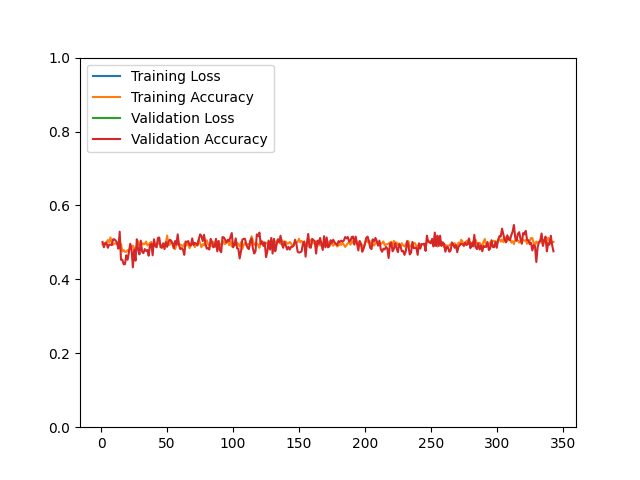 Training Loss
Training Accuracy
Validation Loss
Validation Accuracy
1.0
0.8
0.6
0.4
0.2
0.0
0 50 100 150 200 250 300 350